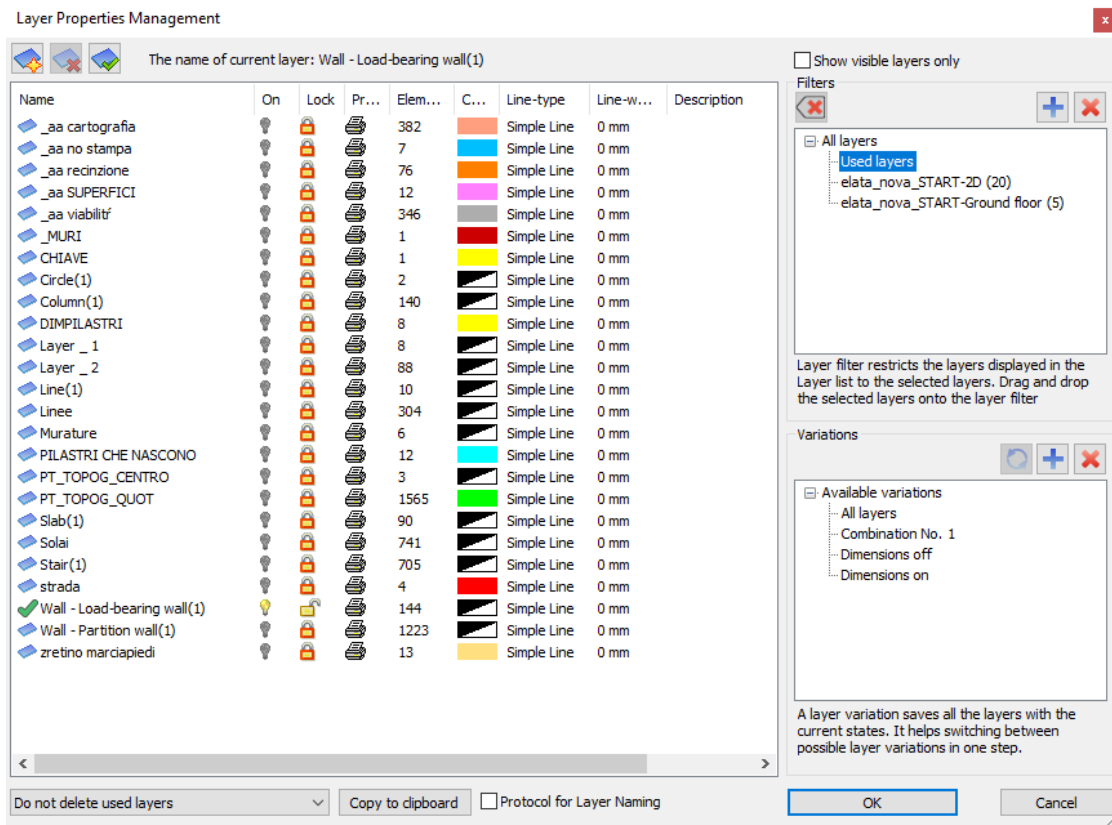 Layer Properties Management
x
The name of current layer: Wall - Load-bearing wall(1)
Show visible layers only
Name On Lock Pr... Elem... C... Line-type Line-w... Description
_aa cartografia 382 Simple Line 0 mm
_aa no stampa 7 Simple Line 0 mm
_aa recinzione 76 Simple Line 0 mm
_aa SUPERFICI 12 Simple Line 0 mm
_aa viabilitŕ 346 Simple Line 0 mm
_MURI 1 Simple Line 0 mm
CHIAVE 1 Simple Line 0 mm
Circle(1) 2 Simple Line 0 mm
Column(1) 140 Simple Line 0 mm
DIMPILASTRI 8 Simple Line 0 mm
Layer _ 1 8 Simple Line 0 mm
Layer _ 2 88 Simple Line 0 mm
Line(1) 10 Simple Line 0 mm
Linee 304 Simple Line 0 mm
Murature 6 Simple Line 0 mm
PILASTRI CHE NASCONO 12 Simple Line 0 mm
PT_TOPOG_CENTRO 3 Simple Line 0 mm
PT_TOPOG_QUOT 1565 Simple Line 0 mm
Slab(1) 90 Simple Line 0 mm
Solai 741 Simple Line 0 mm
Stair(1) 705 Simple Line 0 mm
strada 4 Simple Line 0 mm
Wall - Load-bearing wall(1) 144 Simple Line 0 mm
Wall - Partition wall(1) 1223 Simple Line 0 mm
zretino marciapiedi 13 Simple Line 0 mm
Filters
All layers
Used layers
elata_nova_START-2D (20)
elata_nova_START-Ground floor (5)
Layer filter restricts the layers displayed in the
Layer list to the selected layers. Drag and drop
the selected layers onto the layer filter
Variations
Available variations
All layers
Combination No. 1
Dimensions off
Dimensions on
A layer variation saves all the layers with the
current states. It helps switching between
possible layer variations in one step.
Do not delete used layers
Copy to clipboard
Protocol for Layer Naming
OK
Cancel